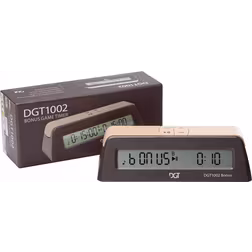 DGT1002
BONUS GAME TIMER
bONUS 0:10
DGT
DGT1002 Bonus